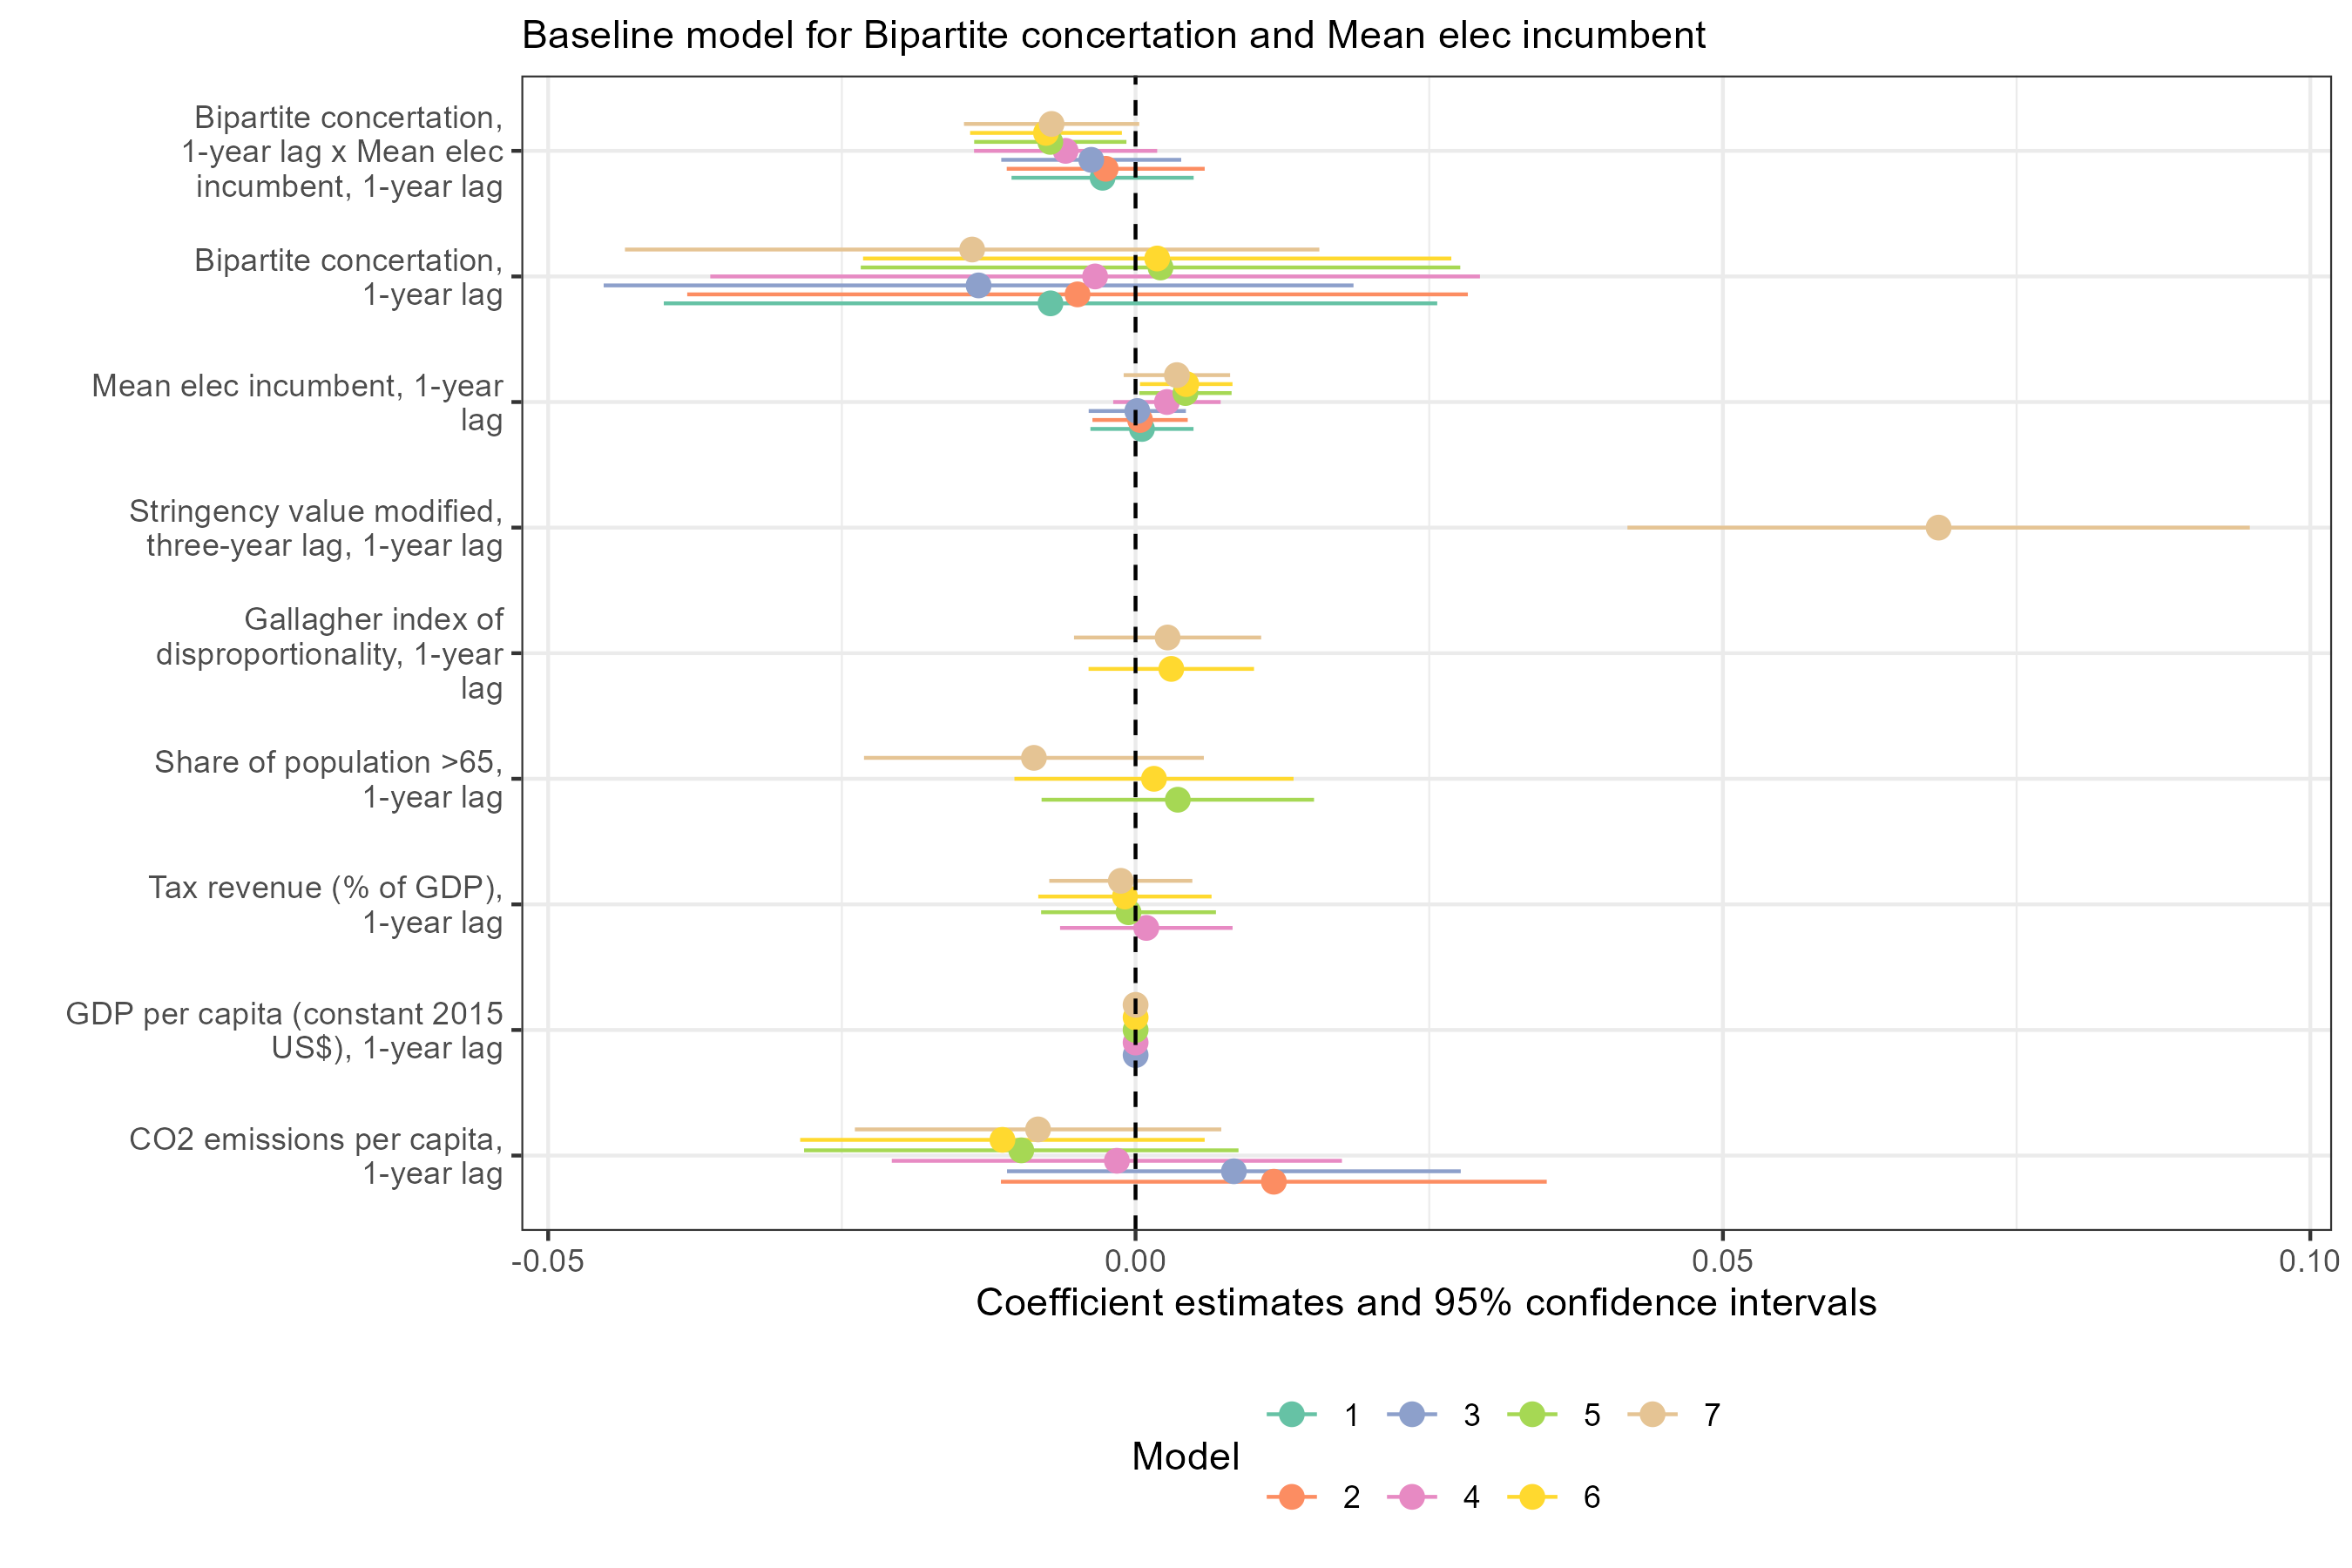 Baseline model for Bipartite concertation and Mean elec incumbent
Bipartite concertation,
1-year lag x Mean elec
incumbent, 1-year lag
Bipartite concertation,
1-year lag
Mean elec incumbent, 1-year
lag
Stringency value modified,
three-year lag, 1-year lag
Gallagher index of
disproportionality, 1-year
lag
Share of population >65,
1-year lag
Tax revenue (% of GDP),
1-year lag
GDP per capita (constant 2015
US$), 1-year lag
CO2 emissions per capita,
1-year lag
-0.05 0.00 0.05 0.10
Coefficient estimates and 95% confidence intervals
Model
1 3 5 7
2 4 6